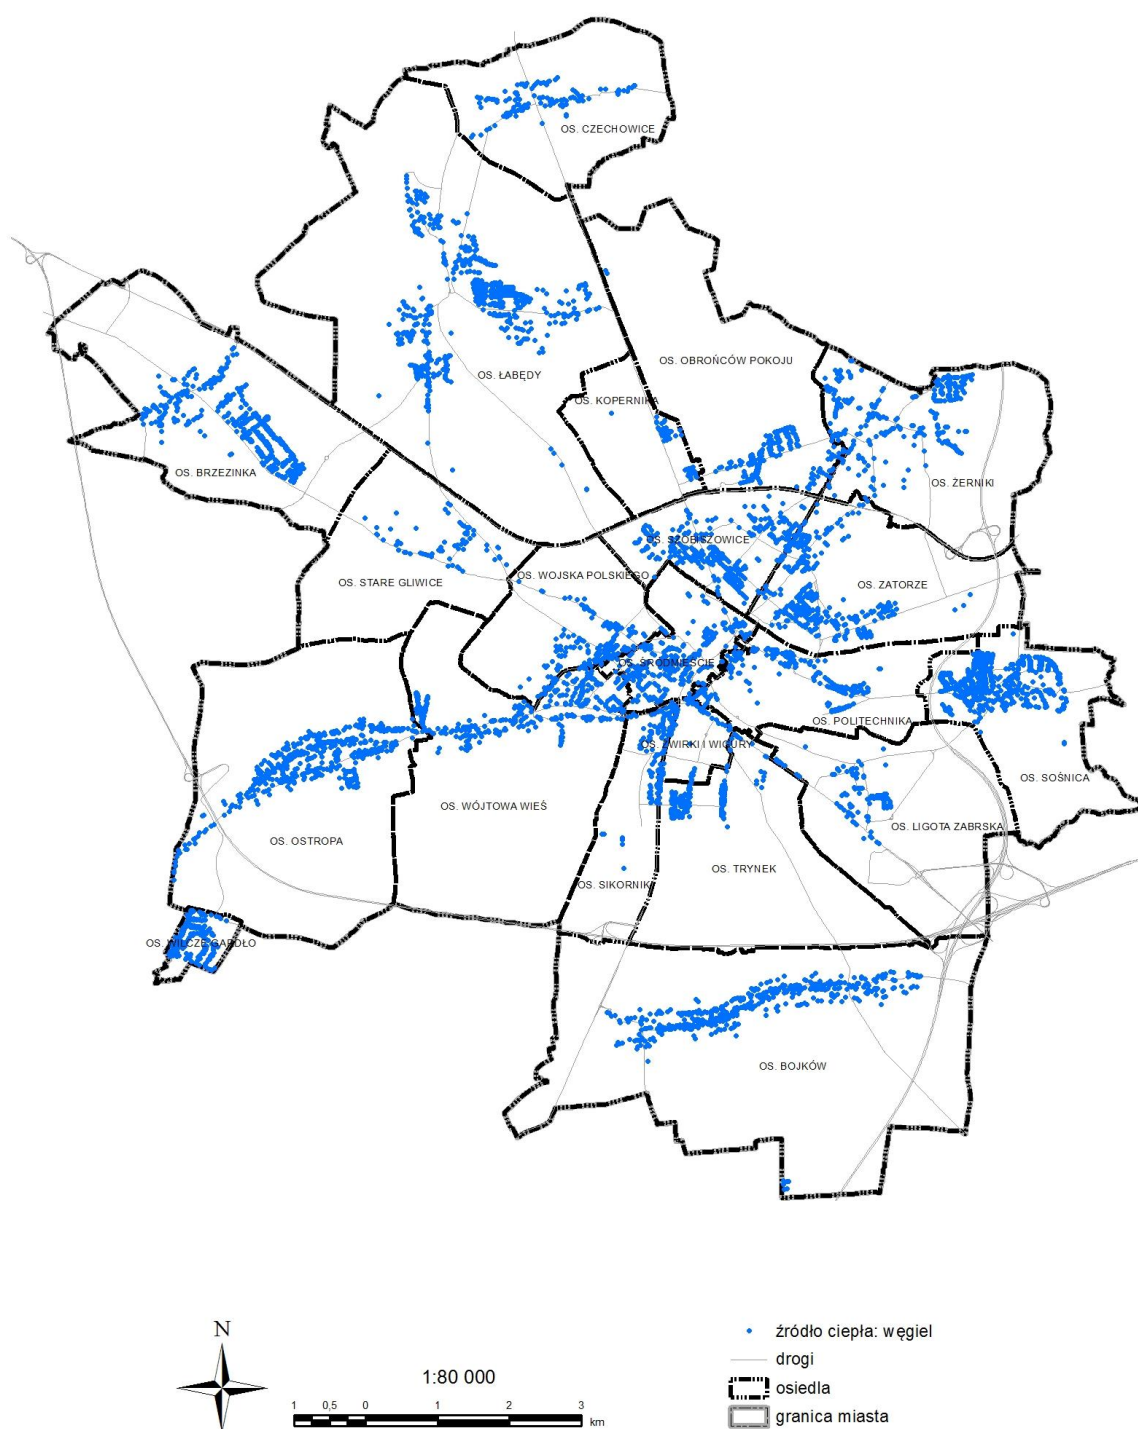 OS. CZECHOWICE
OS. OBROŃCÓW POKOJU
OS. ŁABĘDY
OS. KOPERNIKA
OS. BRZEZINKA
OS. ŻERNIKI
OS. SZOBISZOWICE
OS. STARE GLIWICE
OS. WOJSKA POLSKIEGO
OS. ZATORZE
OS. ŚRÓDMIEŚCIE
OS. POLITECHNIKA
OS. ŻWIRKI I WIGURY
OS. SOŚNICA
OS. WÓJTOWA WIEŚ
OS. LIGOTA ZABRSKA
OS. OSTROPA
OS. TRYNEK
OS. SIKORNIK
OS. WILCZE GARDŁO
OS. BOJKÓW
N
1:80 000
1 0,5 0 1 2 3
km
źródło ciepła: węgiel
drogi
osiedla
granica miasta